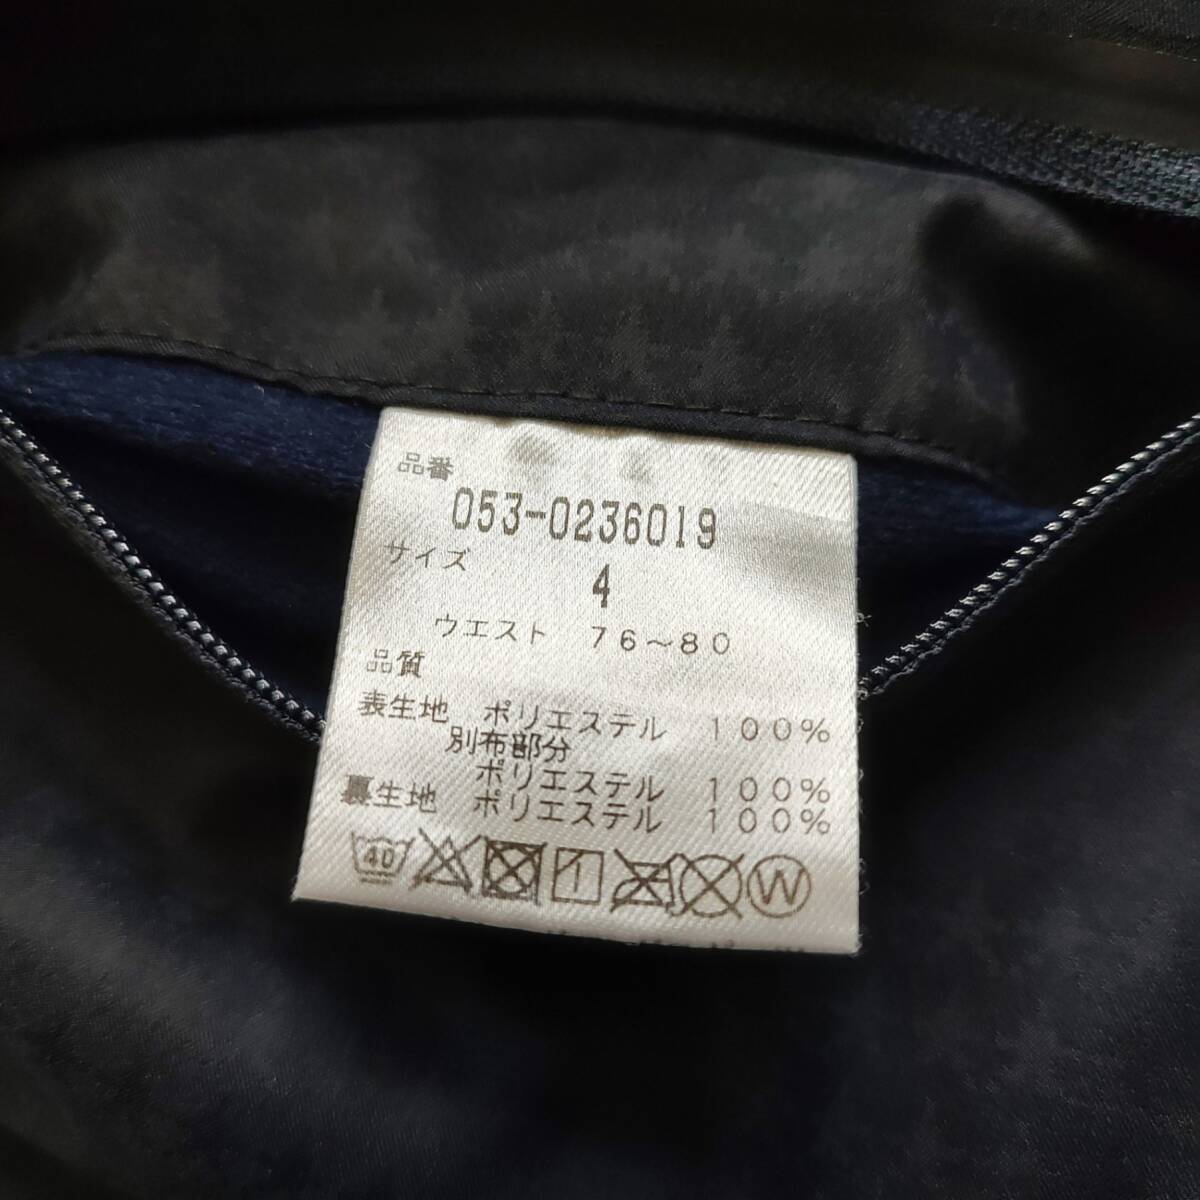 品番
053-0236019
サイズ
4
ウエスト 76~80
品質
表生地 ポリエステル 100%
別布部分
ポリエステル 100%
裏生地 ポリエステル 100%
40
W